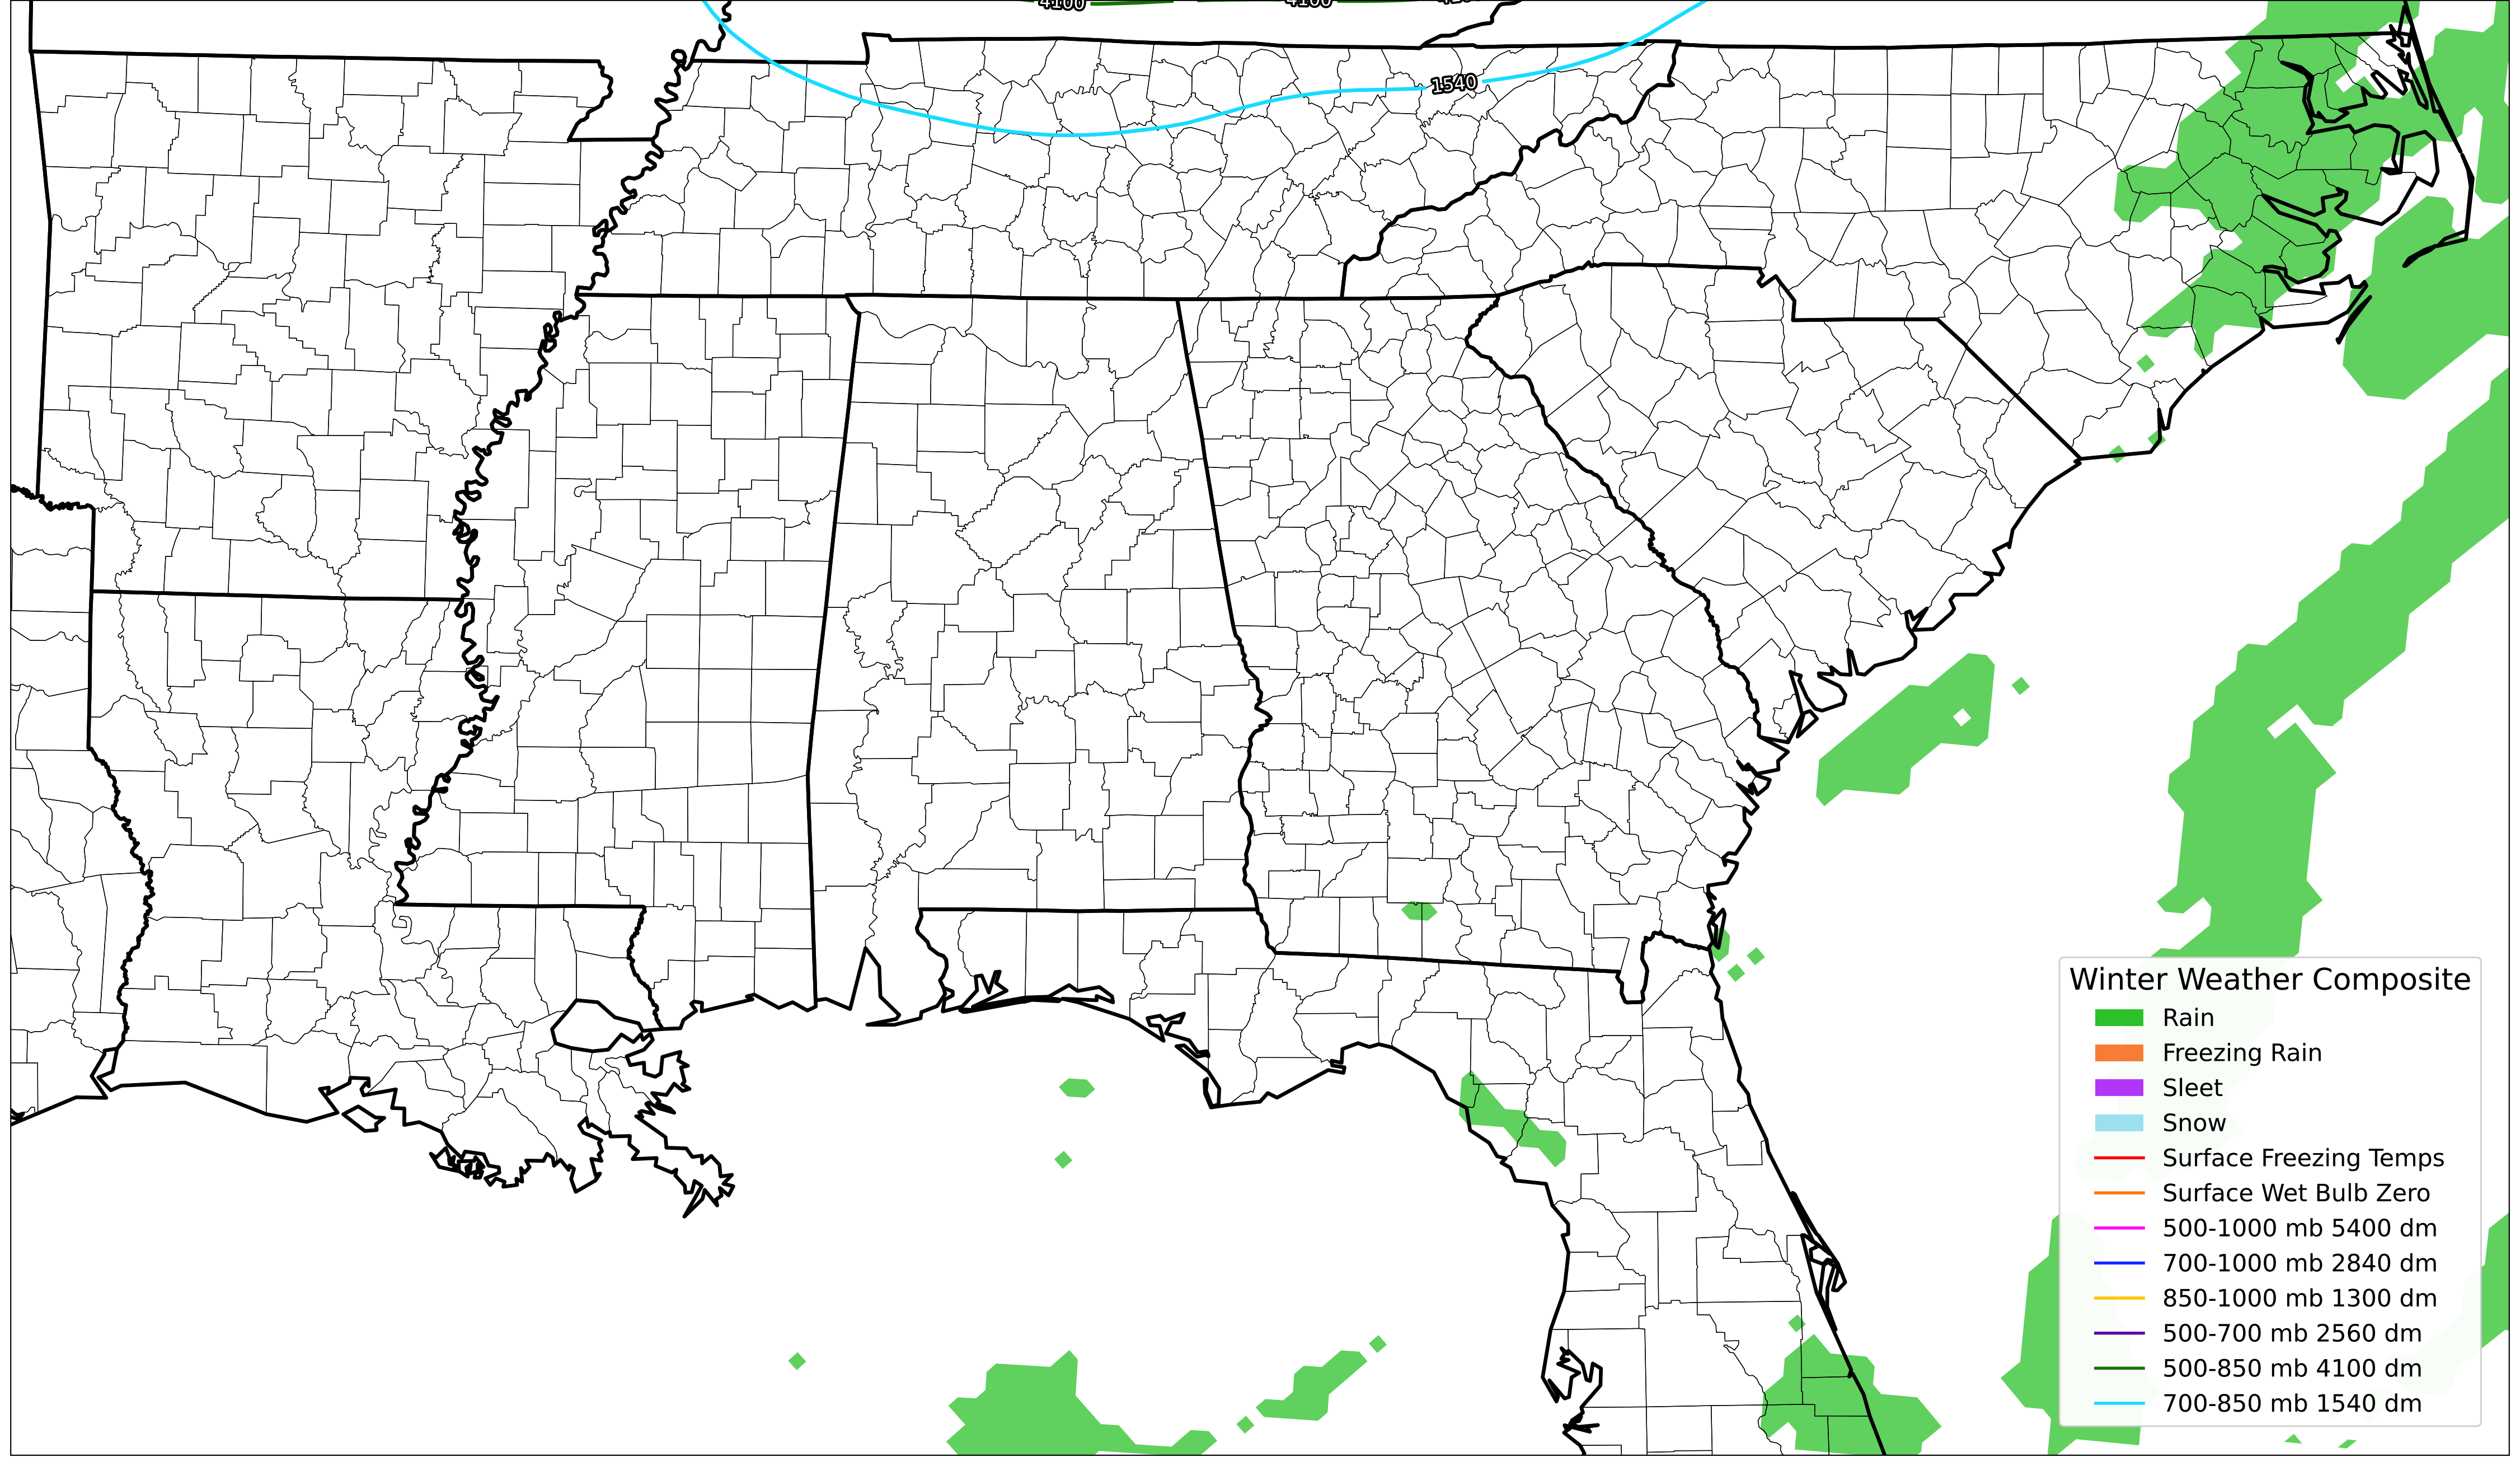 4100
4100
1540
Winter Weather Composite
Rain
Freezing Rain
Sleet
Snow
Surface Freezing Temps
Surface Wet Bulb Zero
500-1000 mb 5400 dm
700-1000 mb 2840 dm
850-1000 mb 1300 dm
500-700 mb 2560 dm
500-850 mb 4100 dm
700-850 mb 1540 dm